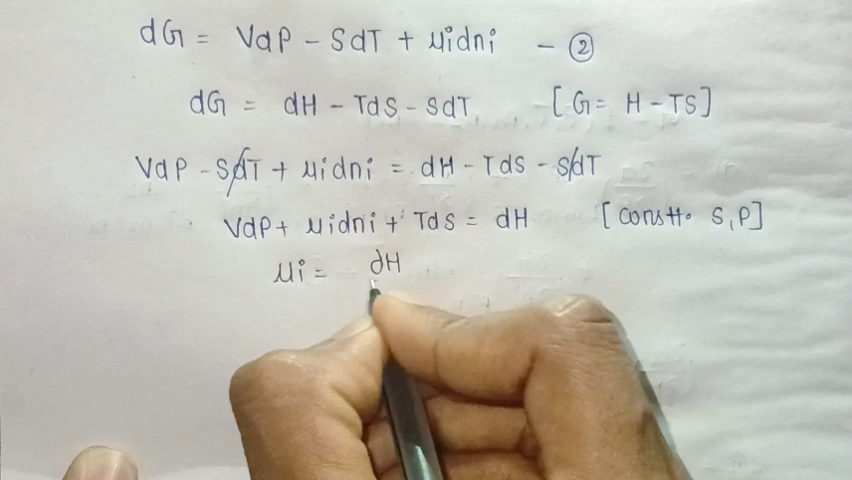 dG = VdP - SdT + μidni - ②
dG = dH - TdS - SdT [G = H - TS]
VdP - SdT + μidni = dH - TdS - SdT
VdP + μidni + TdS = dH [constt. S, P]
μi = ∂H